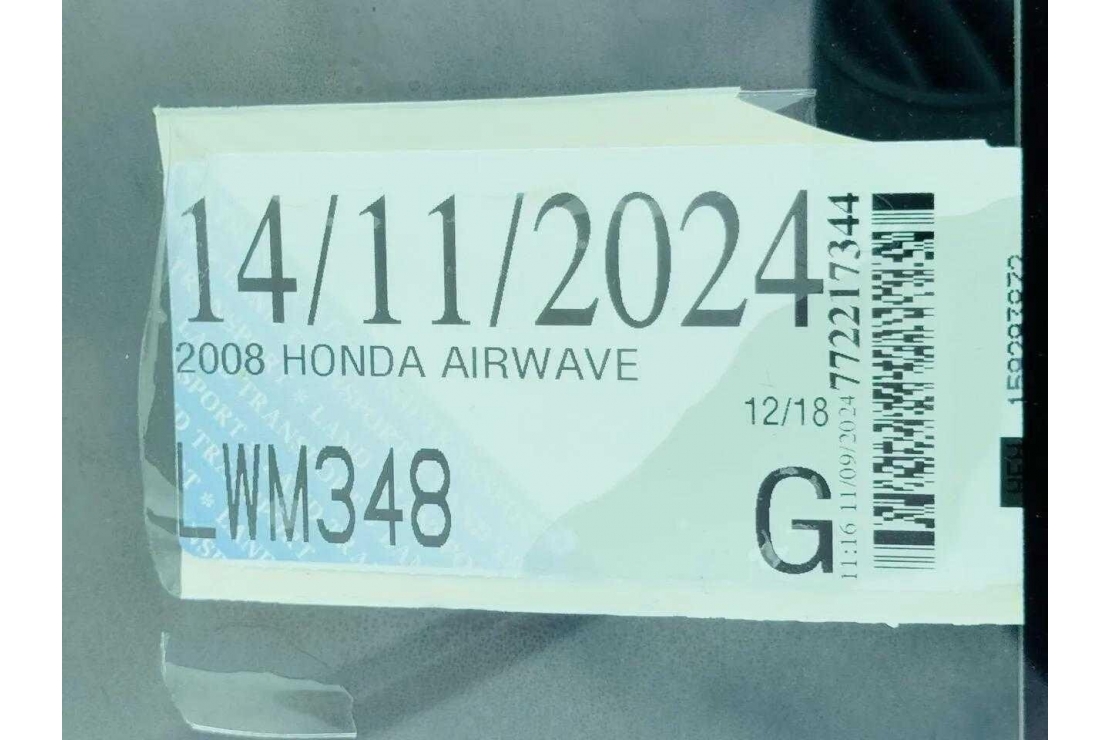 14/11/2024
2008 HONDA AIRWAVE
12/18
LWM348
G
772217344
11:16 11/09/2024